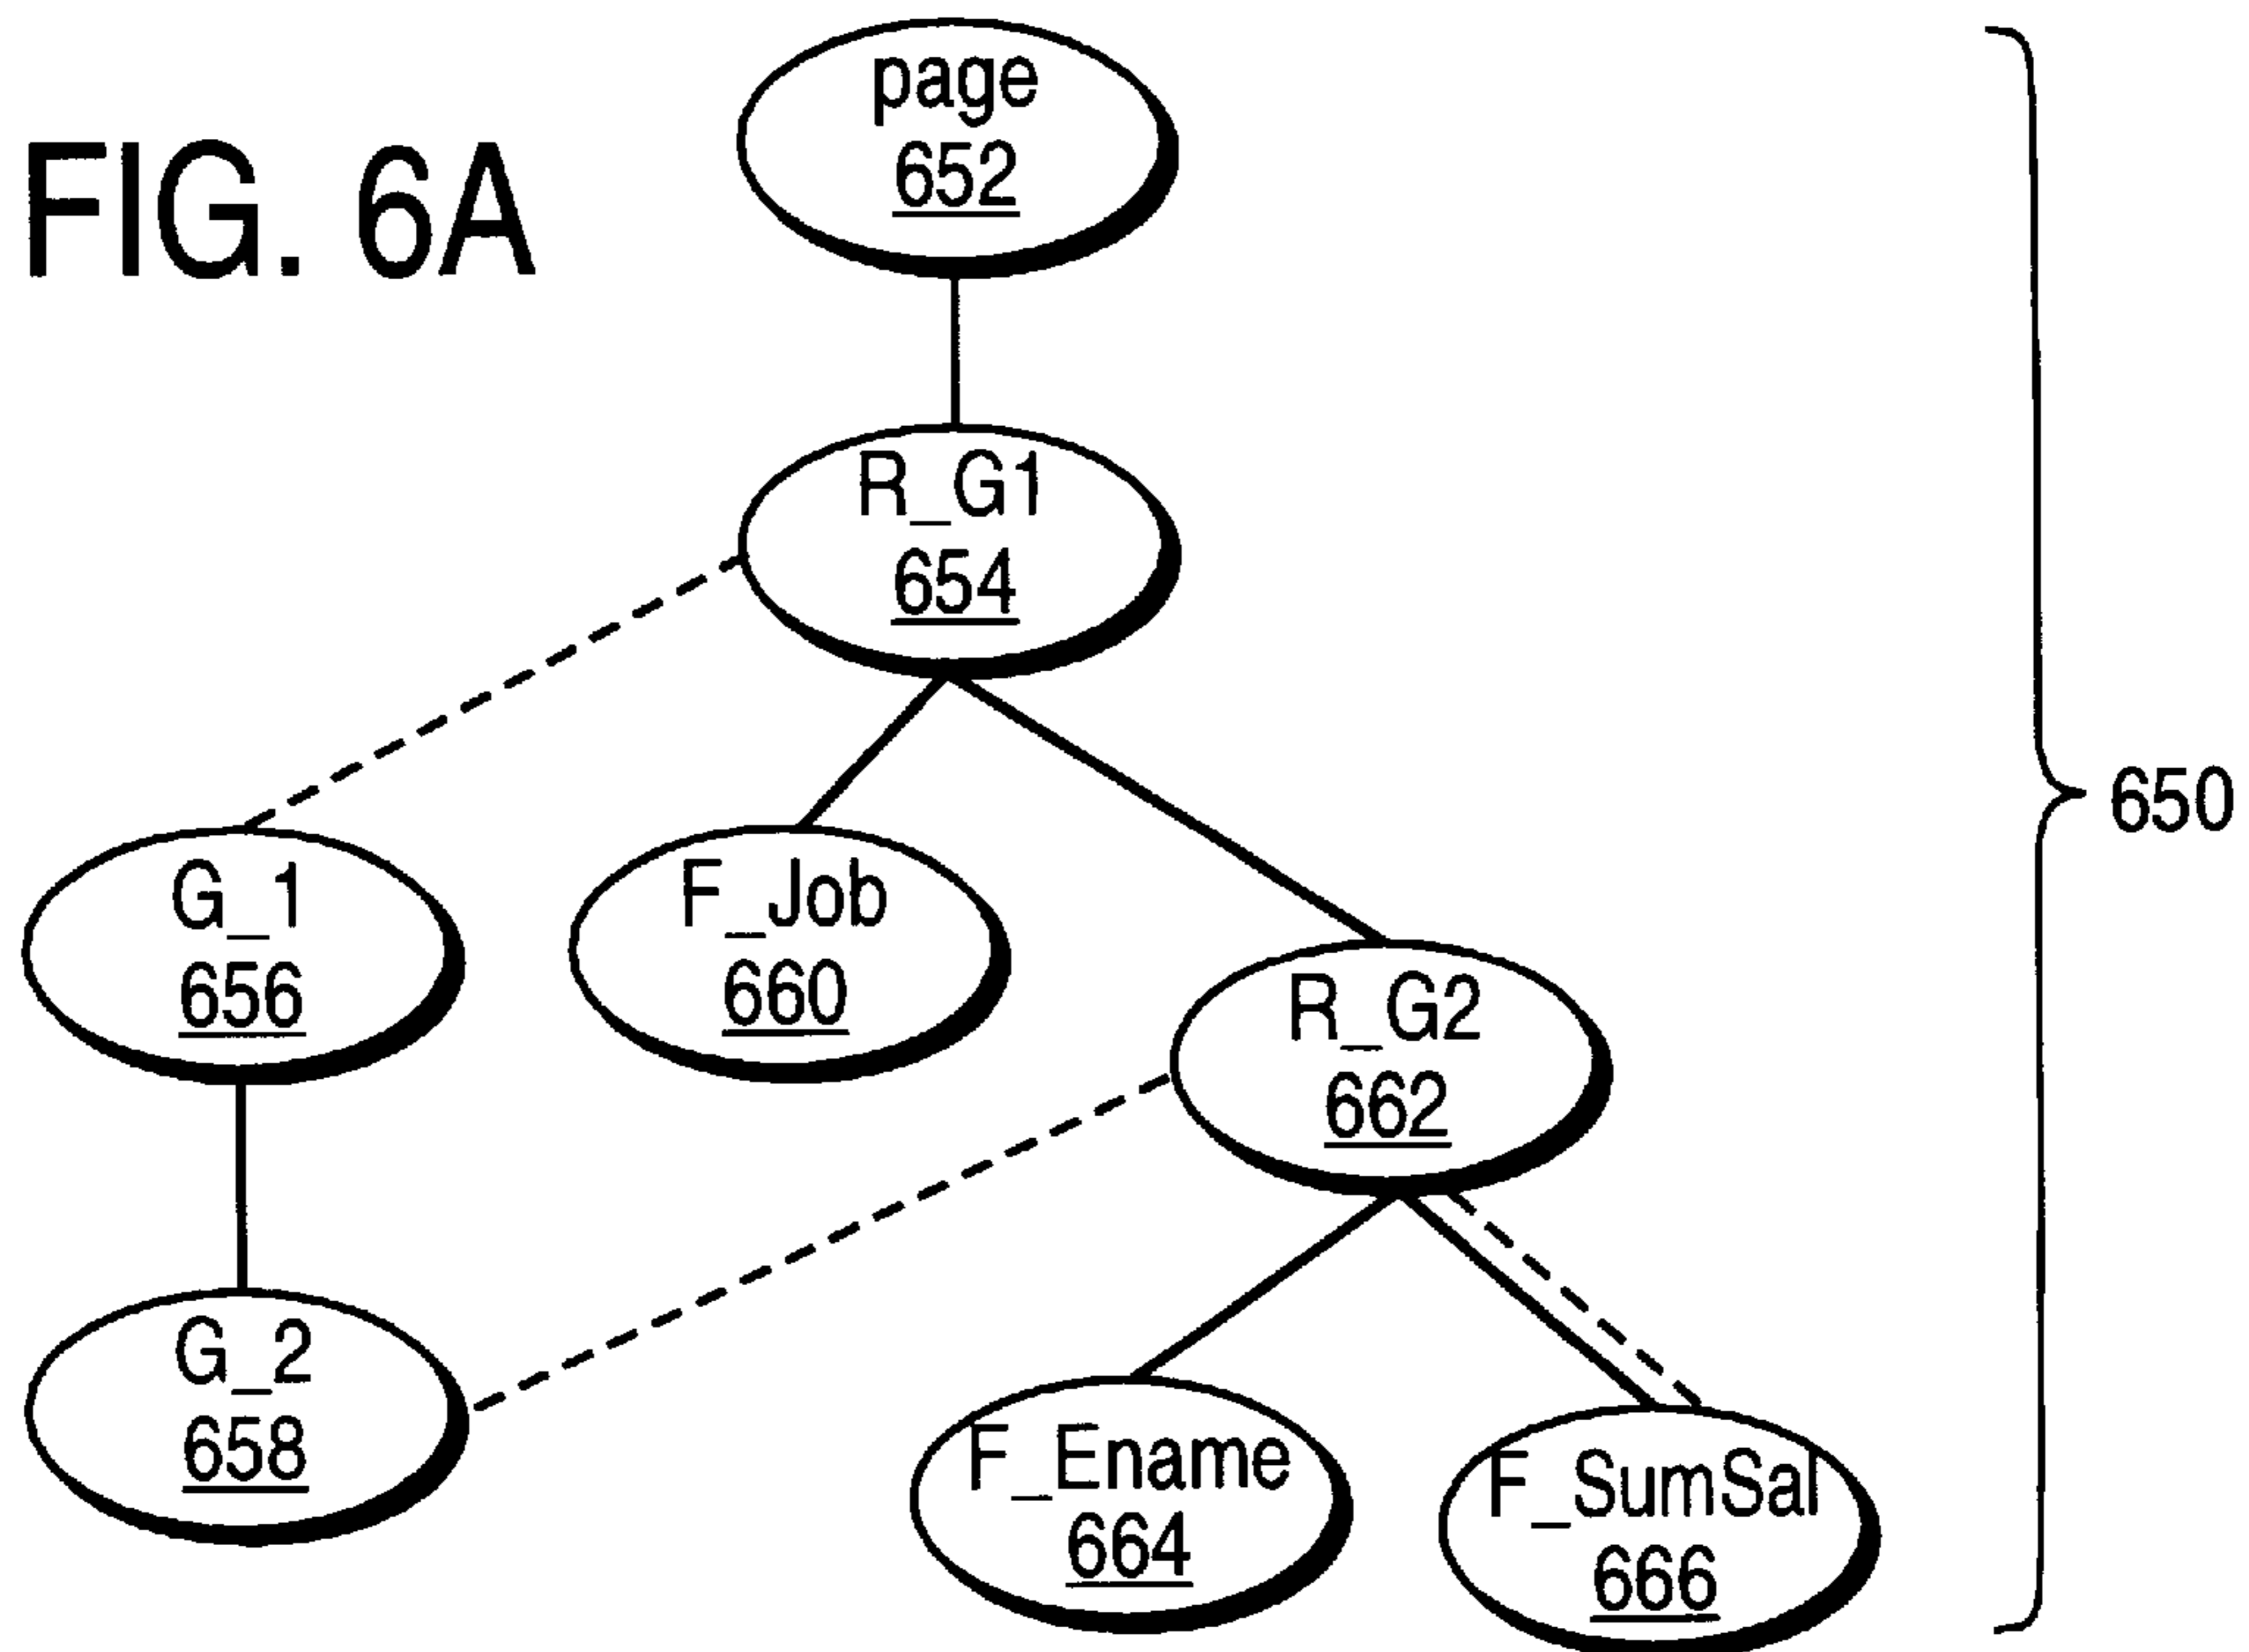 FIG. 6A
page
652
R_G1
654
G_1
656
F_Job
660
R_G2
662
650
G_2
658
F_Ename
664
F_SumSal
666